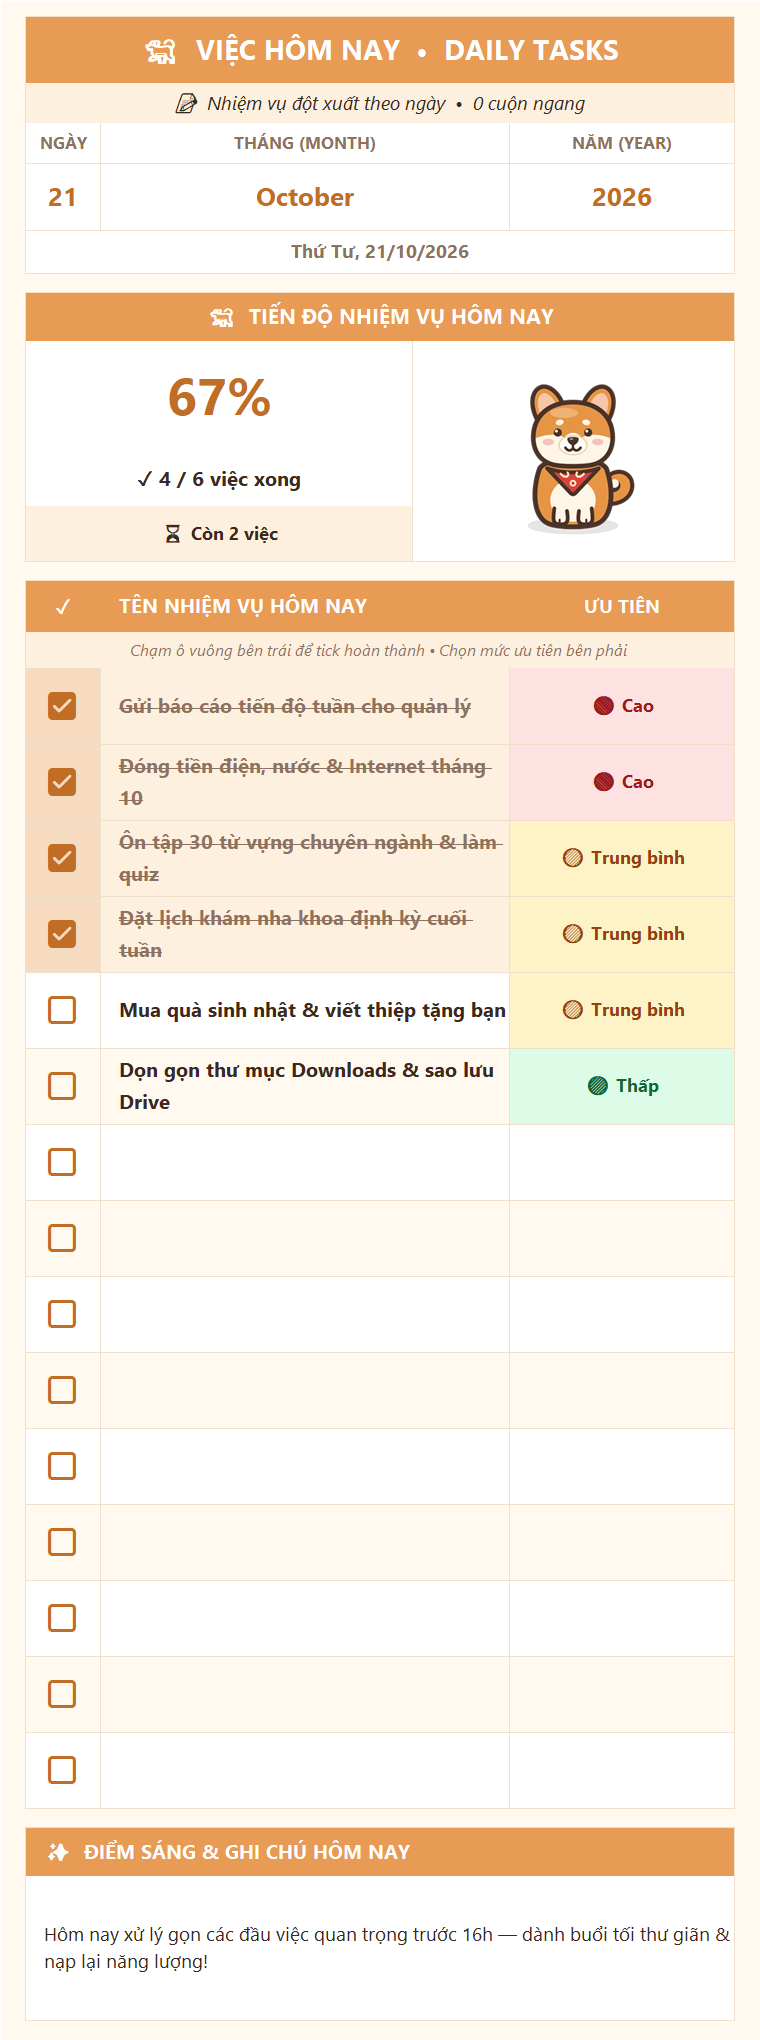 VIỆC HÔM NAY • DAILY TASKS
Nhiệm vụ đột xuất theo ngày • 0 cuộn ngang
NGÀY THÁNG (MONTH) NĂM (YEAR)
21 October 2026
Thứ Tư, 21/10/2026
TIẾN ĐỘ NHIỆM VỤ HÔM NAY
67%
✓ 4 / 6 việc xong
⏳ Còn 2 việc
✓ TÊN NHIỆM VỤ HÔM NAY ƯU TIÊN
Chạm ô vuông bên trái để tick hoàn thành • Chọn mức ưu tiên bên phải
Gửi báo cáo tiến độ tuần cho quản lý Cao
Đóng tiền điện, nước & Internet tháng
10
Cao
Ôn tập 30 từ vựng chuyên ngành & làm
quiz
Trung bình
Đặt lịch khám nha khoa định kỳ cuối
tuần
Trung bình
Mua quà sinh nhật & viết thiệp tặng bạn Trung bình
Dọn gọn thư mục Downloads & sao lưu
Drive
Thấp
✨ ĐIỂM SÁNG & GHI CHÚ HÔM NAY
Hôm nay xử lý gọn các đầu việc quan trọng trước 16h — dành buổi tối thư giãn &
nạp lại năng lượng!